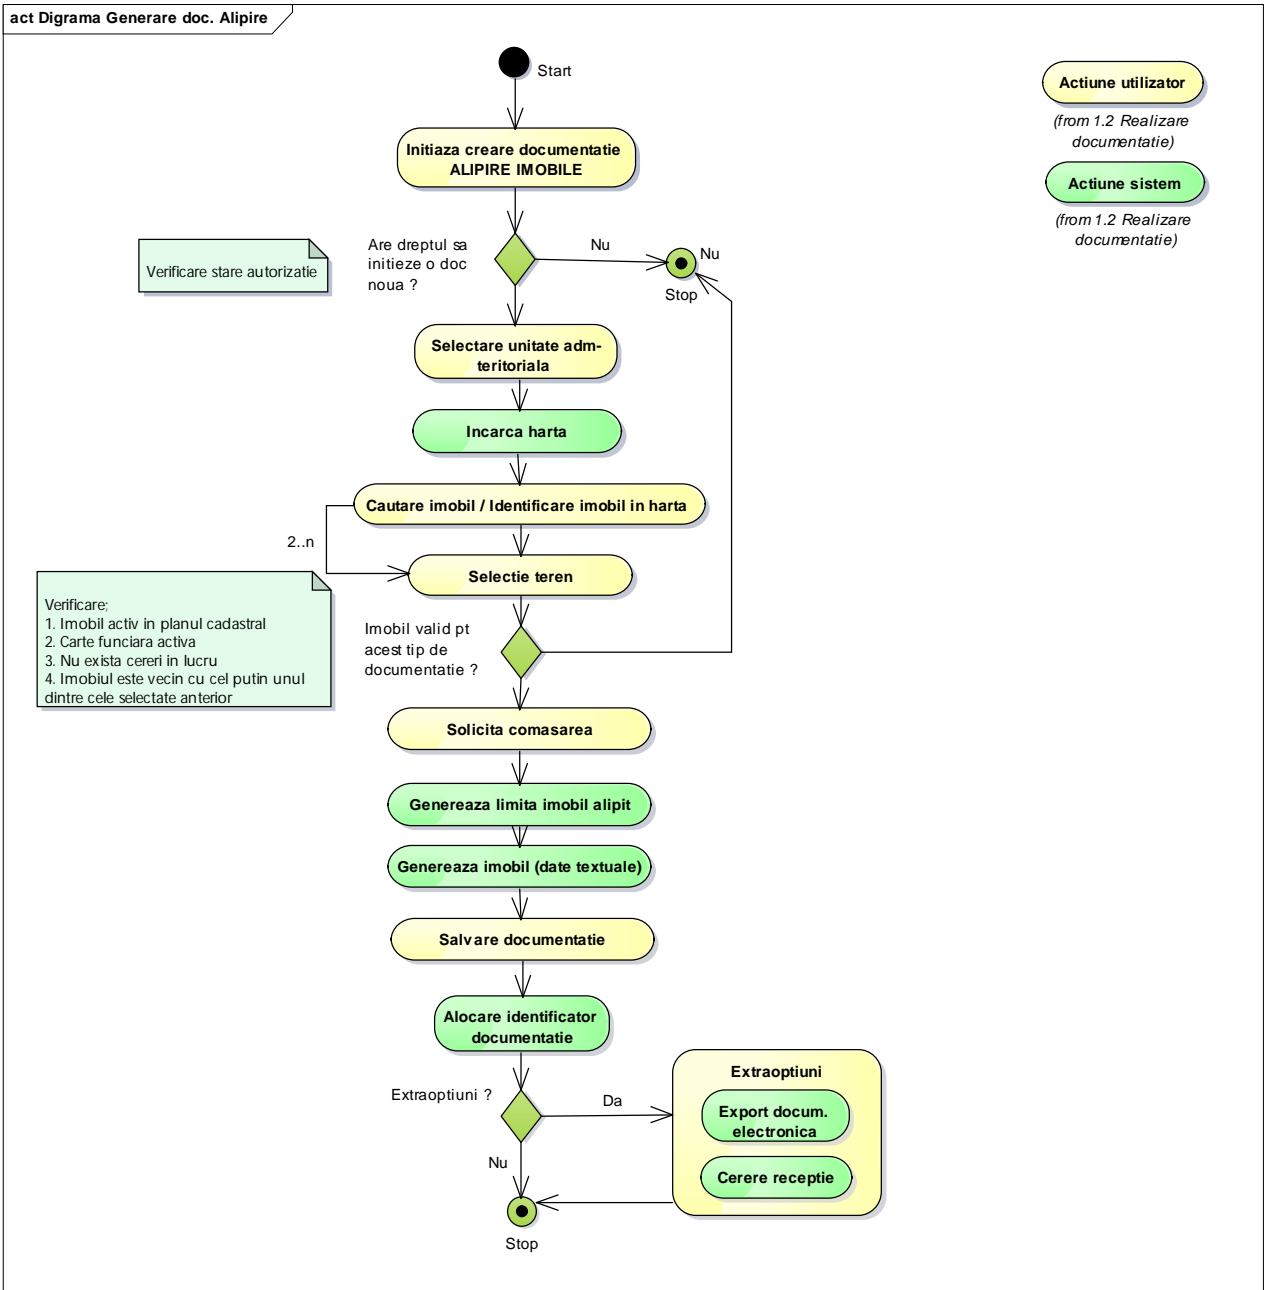 act Digrama Generare doc. Alipire
Start
Actiune utilizator
(from 1.2 Realizare
documentatie)
Actiune sistem
(from 1.2 Realizare
documentatie)
Initiaza creare documentatie
ALIPIRE IMOBILE
Verificare stare autorizatie
Are dreptul sa
initieze o doc
noua ?
Nu
Nu
Stop
Selectare unitate adm-
teritoriala
Incarca harta
Cautare imobil / Identificare imobil in harta
2..n
Selectie teren
Verificare;
1. Imobil activ in planul cadastral
2. Carte funciara activa
3. Nu exista cereri in lucru
4. Imobiul este vecin cu cel putin unul
dintre cele selectate anterior
Imobil valid pt
acest tip de
documentatie ?
Solicita comasarea
Genereaza limita imobil alipit
Genereaza imobil (date textuale)
Salvare documentatie
Alocare identificator
documentatie
Extraoptiuni ?
Da
Nu
Extraoptiuni
Export docum.
electronica
Cerere receptie
Stop